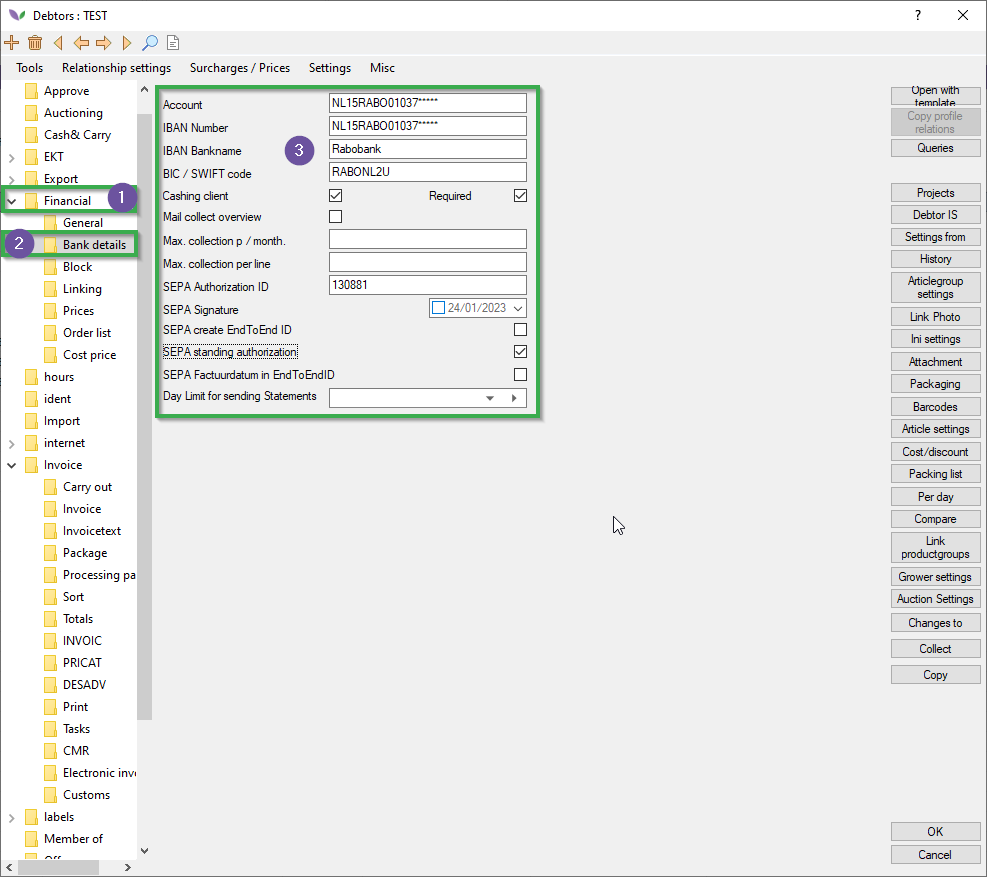 Debtors : TEST
?
Tools Relationship settings Surcharges / Prices Settings Misc
Approve
Auctioning
Cash& Carry
EKT
Export
Financial 1
General
2 Bank details
Block
Linking
Prices
Order list
Cost price
hours
ident
Import
internet
Invoice
Carry out
Invoice
Invoicetext
Package
Processing pa
Sort
Totals
INVOIC
PRICAT
DESADV
Print
Tasks
CMR
Electronic inv
Customs
labels
Member of
3
Account NL15RABO01037*****
IBAN Number NL15RABO01037*****
IBAN Bankname Rabobank
BIC / SWIFT code RABONL2U
Cashing client Required
Mail collect overview
Max. collection p / month.
Max. collection per line
SEPA Authorization ID 130881
SEPA Signature 24/01/2023
SEPA create EndToEnd ID
SEPA standing authorization
SEPA Factuurdatum in EndToEndID
Day Limit for sending Statements
Open with
template
Copy profile
relations
Queries
Projects
Debtor IS
Settings from
History
Articlegroup
settings
Link Photo
Ini settings
Attachment
Packaging
Barcodes
Article settings
Cost/discount
Packing list
Per day
Compare
Link
productgroups
Grower settings
Auction Settings
Changes to
Collect
Copy
OK
Cancel